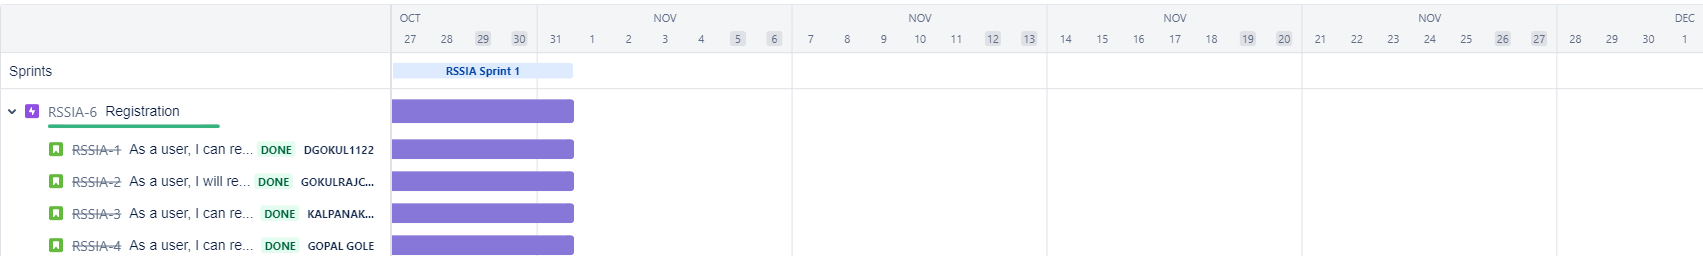 OCT NOV NOV NOV NOV DEC
27 28 29 30 31 1 2 3 4 5 6 7 8 9 10 11 12 13 14 15 16 17 18 19 20 21 22 23 24 25 26 27 28 29 30 1
Sprints RSSIA Sprint 1
RSSIA-6 Registration
RSSIA-1 As a user, I can re... DONE DGOKUL1122
RSSIA-2 As a user, I will re... DONE GOKULRAJC...
RSSIA-3 As a user, I can re... DONE KALPANAK...
RSSIA-4 As a user, I can re... DONE GOPAL GOLE